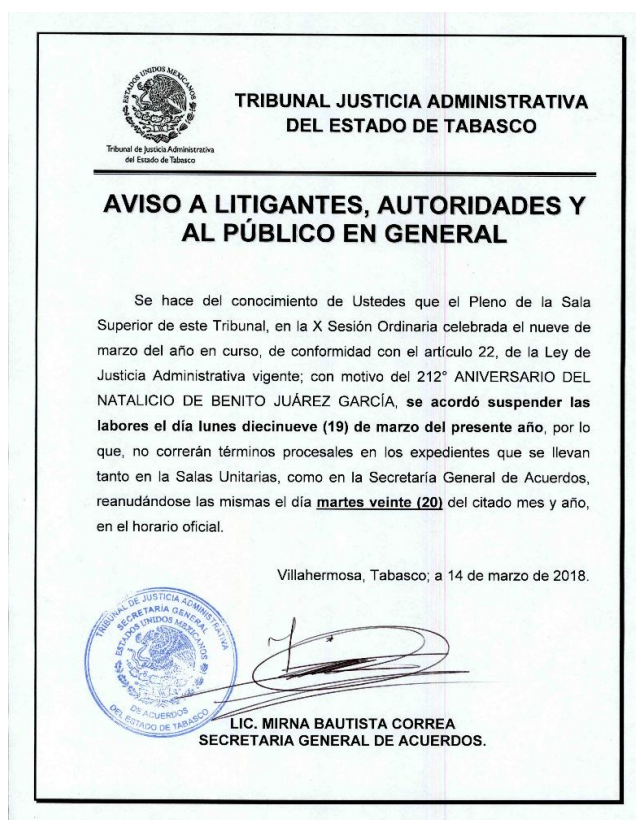 ESTADOS UNIDOS MEXICANOS
Tribunal de Justicia Administrativa
del Estado de Tabasco
TRIBUNAL JUSTICIA ADMINISTRATIVA
DEL ESTADO DE TABASCO
AVISO A LITIGANTES, AUTORIDADES Y
AL PÚBLICO EN GENERAL
Se hace del conocimiento de Ustedes que el Pleno de la Sala
Superior de este Tribunal, en la X Sesión Ordinaria celebrada el nueve de
marzo del año en curso, de conformidad con el artículo 22, de la Ley de
Justicia Administrativa vigente; con motivo del 212° ANIVERSARIO DEL
NATALICIO DE BENITO JUÁREZ GARCÍA, se acordó suspender las
labores el día lunes diecinueve (19) de marzo del presente año, por lo
que, no correrán términos procesales en los expedientes que se llevan
tanto en la Salas Unitarias, como en la Secretaría General de Acuerdos,
reanudándose las mismas el día martes veinte (20) del citado mes y año,
en el horario oficial.
Villahermosa, Tabasco; a 14 de marzo de 2018.
TRIBUNAL DE JUSTICIA ADMINISTRATIVA
SECRETARÍA GENERAL
ESTADOS UNIDOS MEXICANOS
DE ACUERDOS
DEL ESTADO DE TABASCO
LIC. MIRNA BAUTISTA CORREA
SECRETARIA GENERAL DE ACUERDOS.